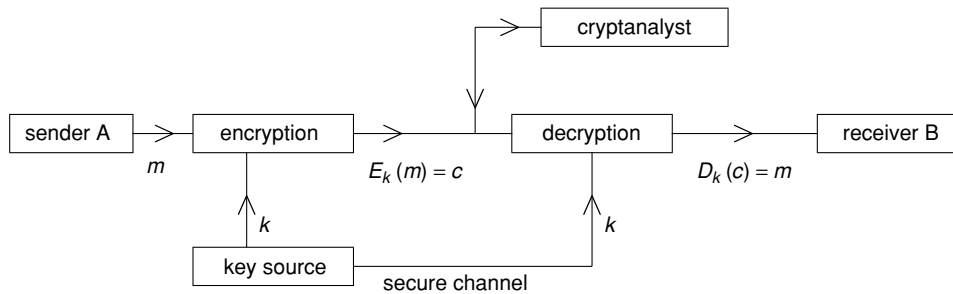 cryptanalyst
sender A
encryption
decryption
receiver B
m
E_k (m) = c
D_k (c) = m
k
k
key source
secure channel